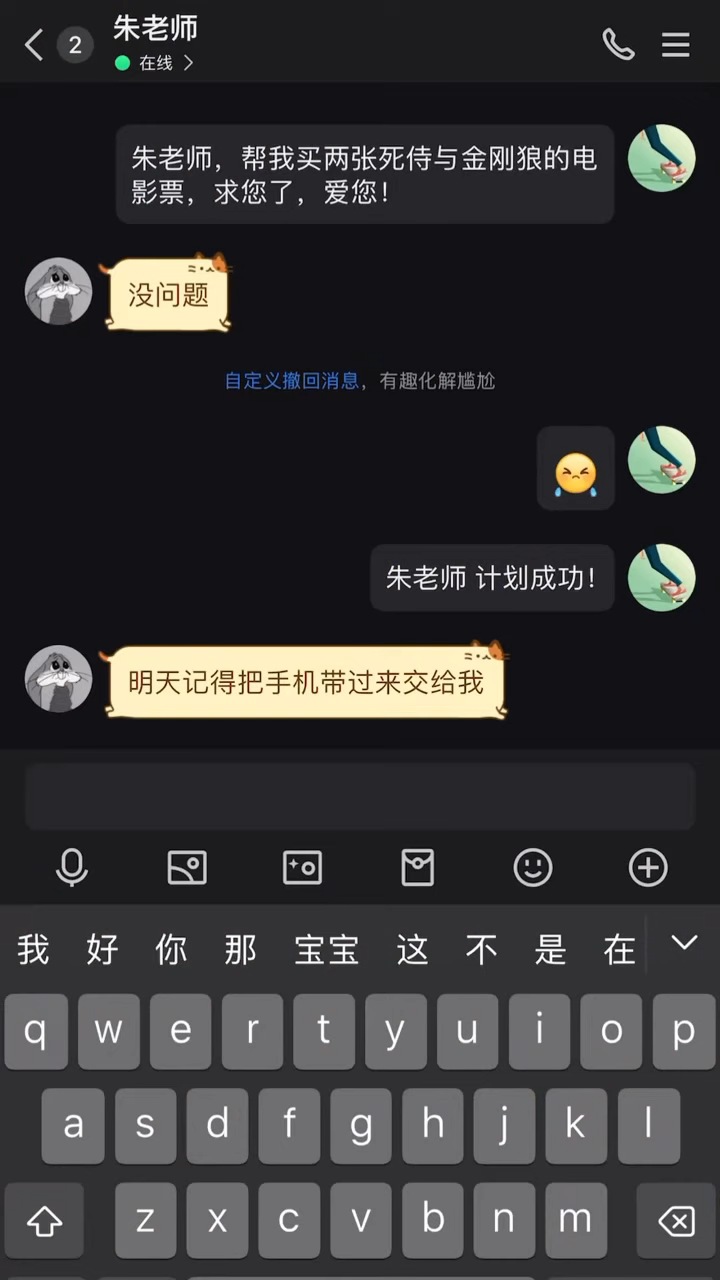 朱老师
2
在线
朱老师，帮我买两张死侍与金刚狼的电
影票，求您了，爱您！
没问题
自定义撤回消息，有趣化解尴尬
朱老师 计划成功！
明天记得把手机带过来交给我
我 好 你 那 宝宝 这 不 是 在
q w e r t y u i o p
a s d f g h j k l
z x c v b n m